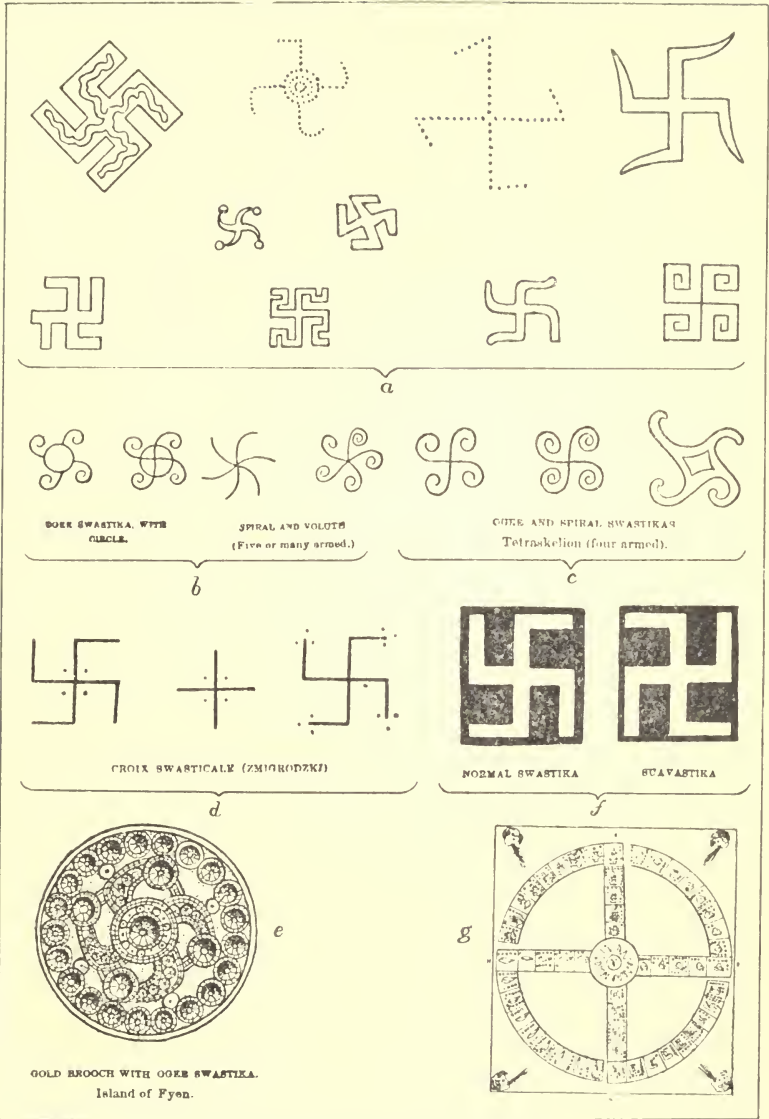 a
OGEE SWASTIKA, WITH
CIRCLE.
SPIRAL AND VOLUTE
(Five or many armed.)
OGEE AND SPIRAL SWASTIKAS
Tetraskelion (four armed).
b
c
CROIX SWASTICALE (ZMIGRODZKI)
d
NORMAL SWASTIKA
SUAVASTIKA
f
e
g
GOLD BROOCH WITH OGEE SWASTIKA.
Island of Fyen.